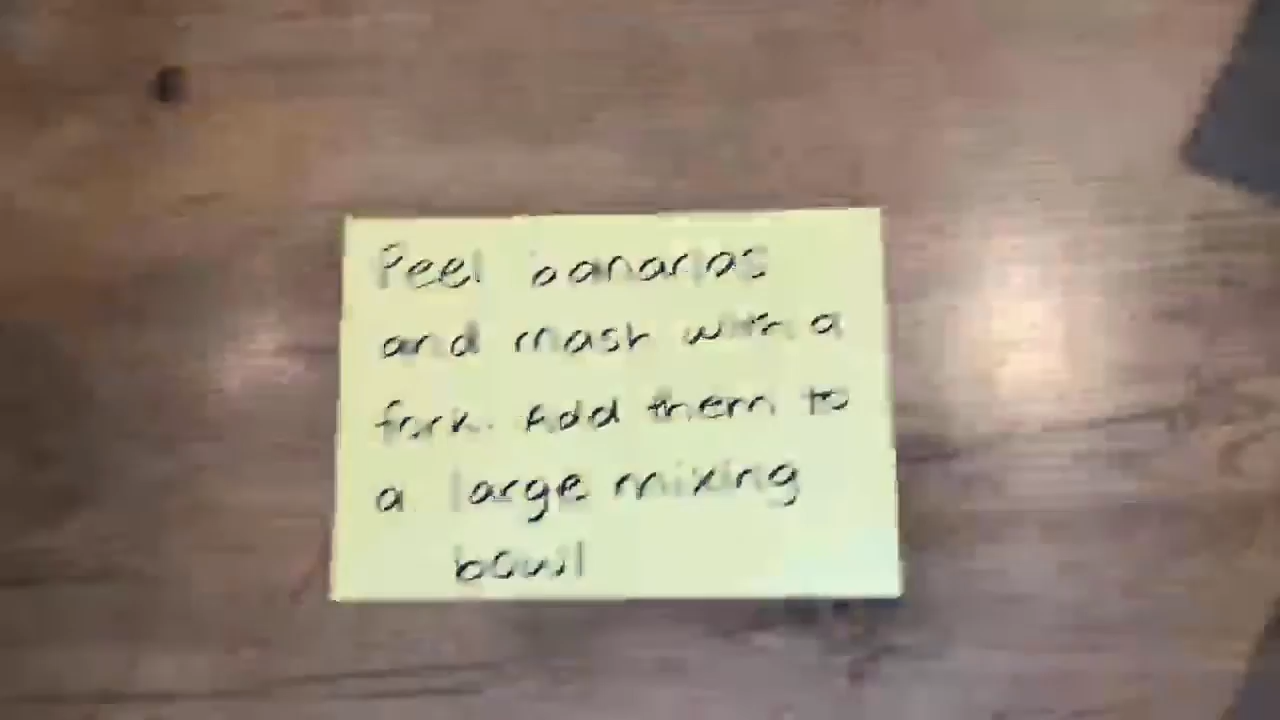 Peel bananas
and mash with a
fork. Add them to
a large mixing
bowl